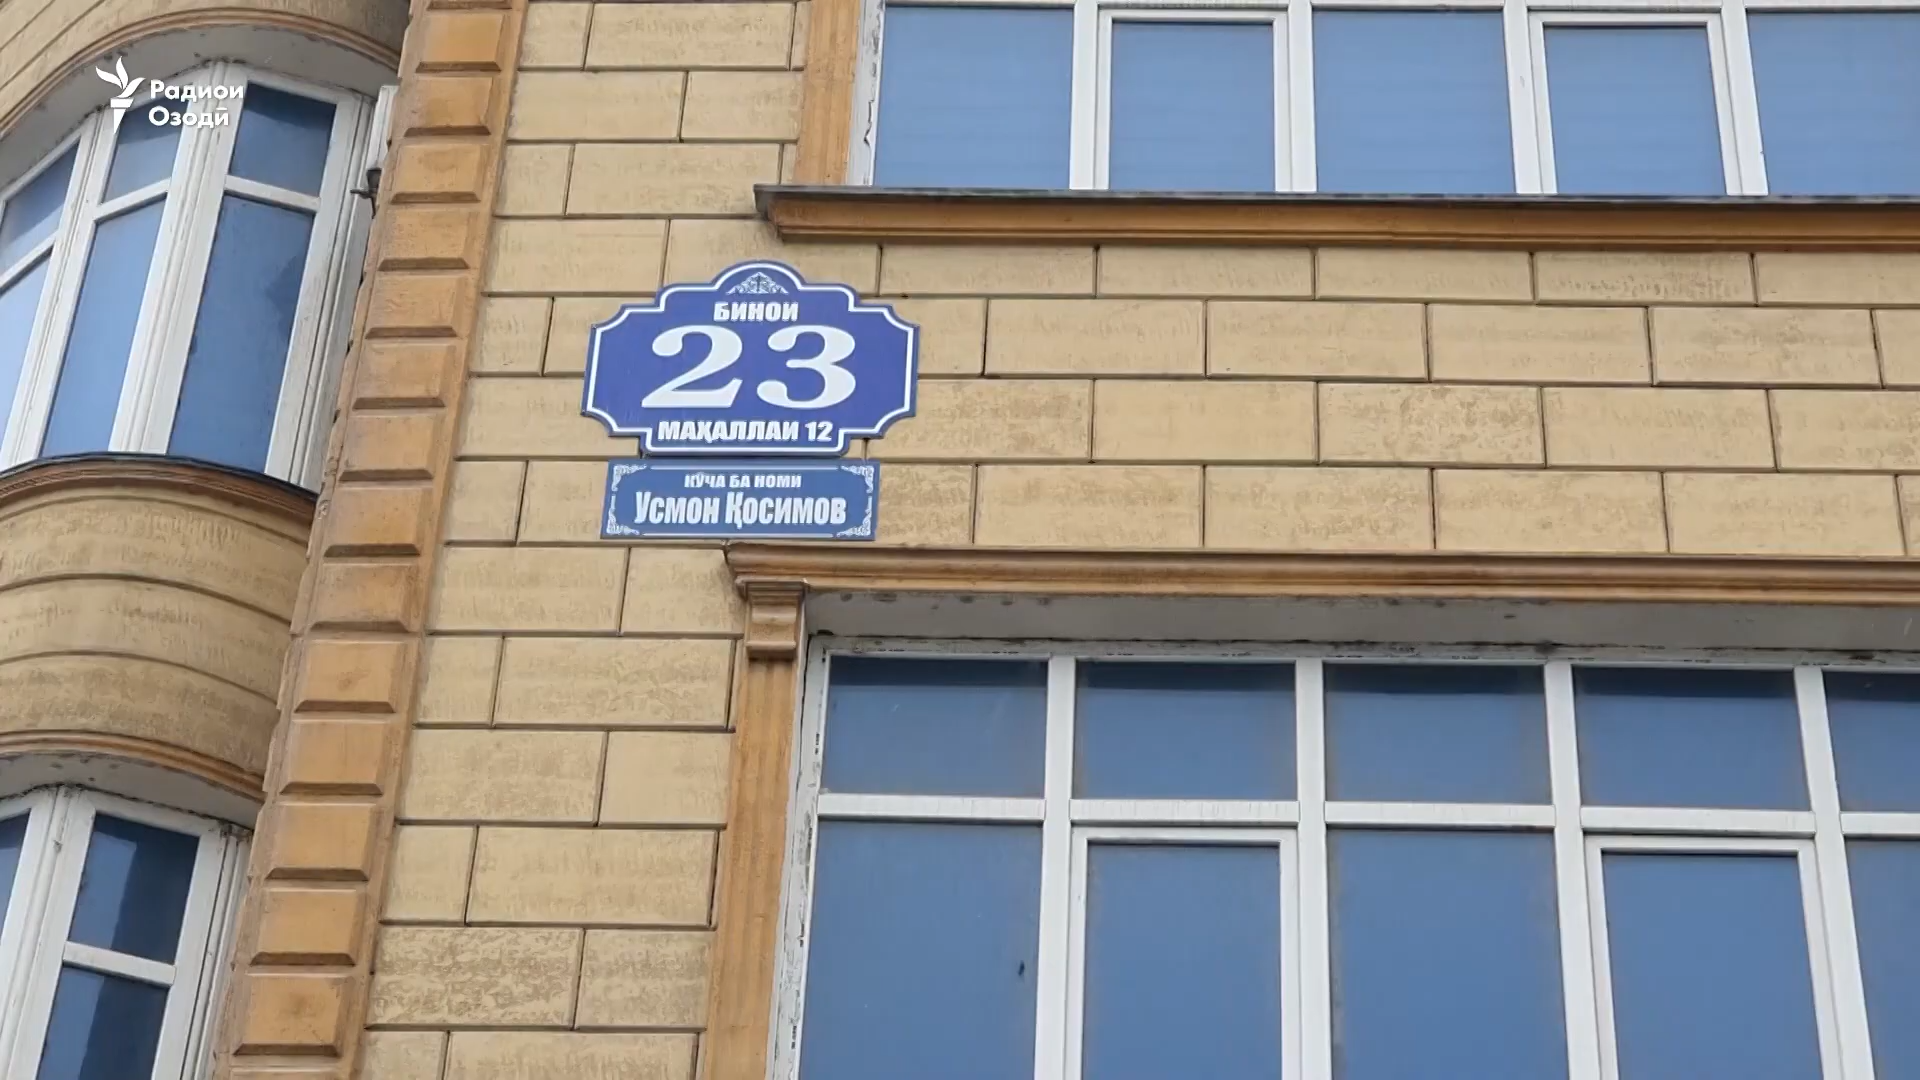 Радиои
Озодӣ
БИНОИ
23
МАҲАЛЛАИ 12
КӮЧА БА НОМИ
УСМОН ҚОСИМОВ